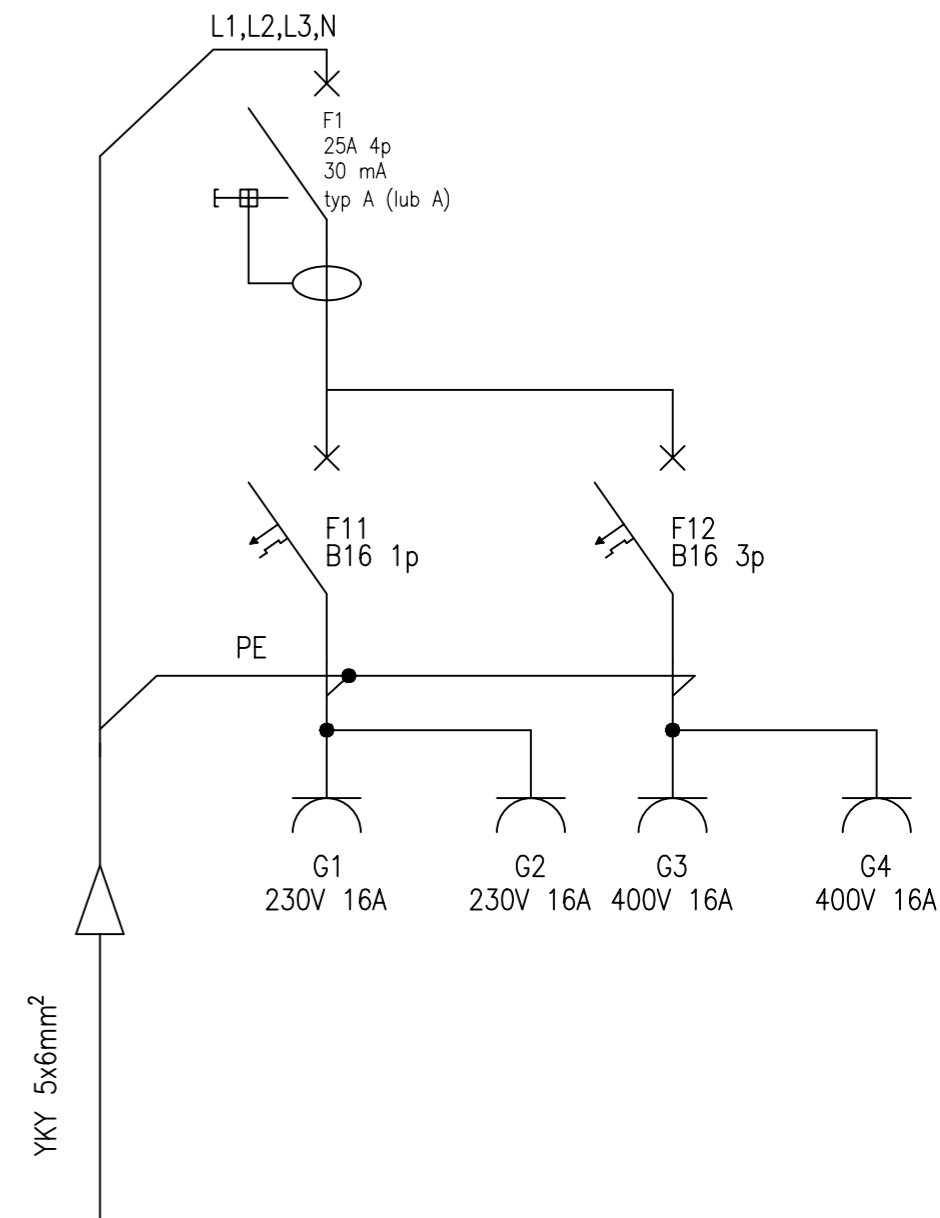 L1,L2,L3,N
F1
25A 4p
30 mA
typ A (lub A)
F11
B16 1p
F12
B16 3p
PE
G1
230V 16A
G2
230V 16A
G3
400V 16A
G4
400V 16A
YKY 5x6mm²